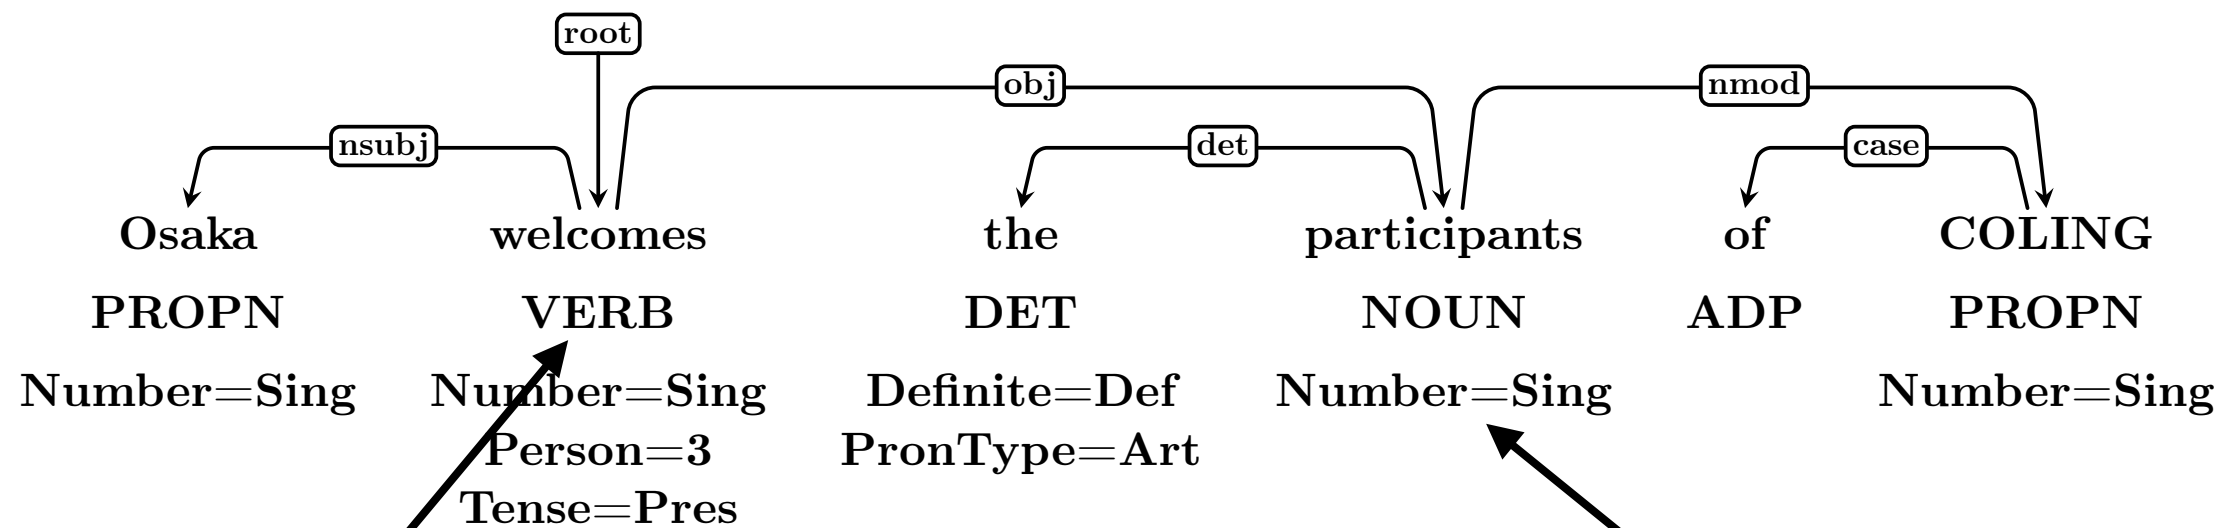 root
obj nmod
nsubj det case
Osaka welcomes the participants of COLING
PROPN VERB DET NOUN ADP PROPN
Number=Sing Number=Sing Definite=Def Number=Sing Number=Sing
Person=3 PronType=Art
Tense=Pres